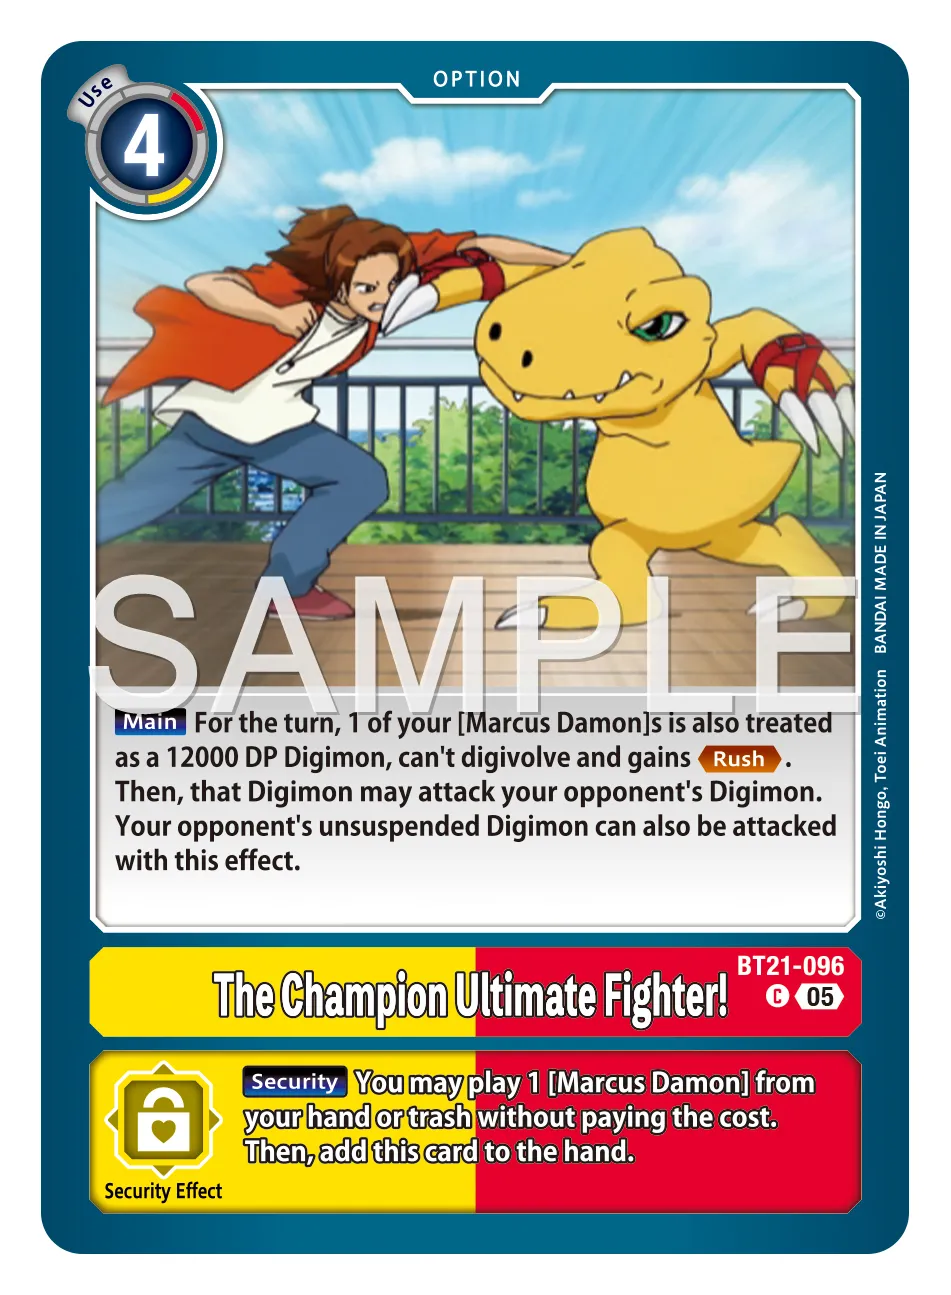 OPTION
Use
4
SAMPLE
Main For the turn, 1 of your [Marcus Damon]s is also treated
as a 12000 DP Digimon, can't digivolve and gains Rush.
Then, that Digimon may attack your opponent's Digimon.
Your opponent's unsuspended Digimon can also be attacked
with this effect.
©Akiyoshi Hongo, Toei Animation BANDAI MADE IN JAPAN
BT21-096
The Champion Ultimate Fighter!
C 05
Security You may play 1 [Marcus Damon] from
your hand or trash without paying the cost.
Then, add this card to the hand.
Security Effect